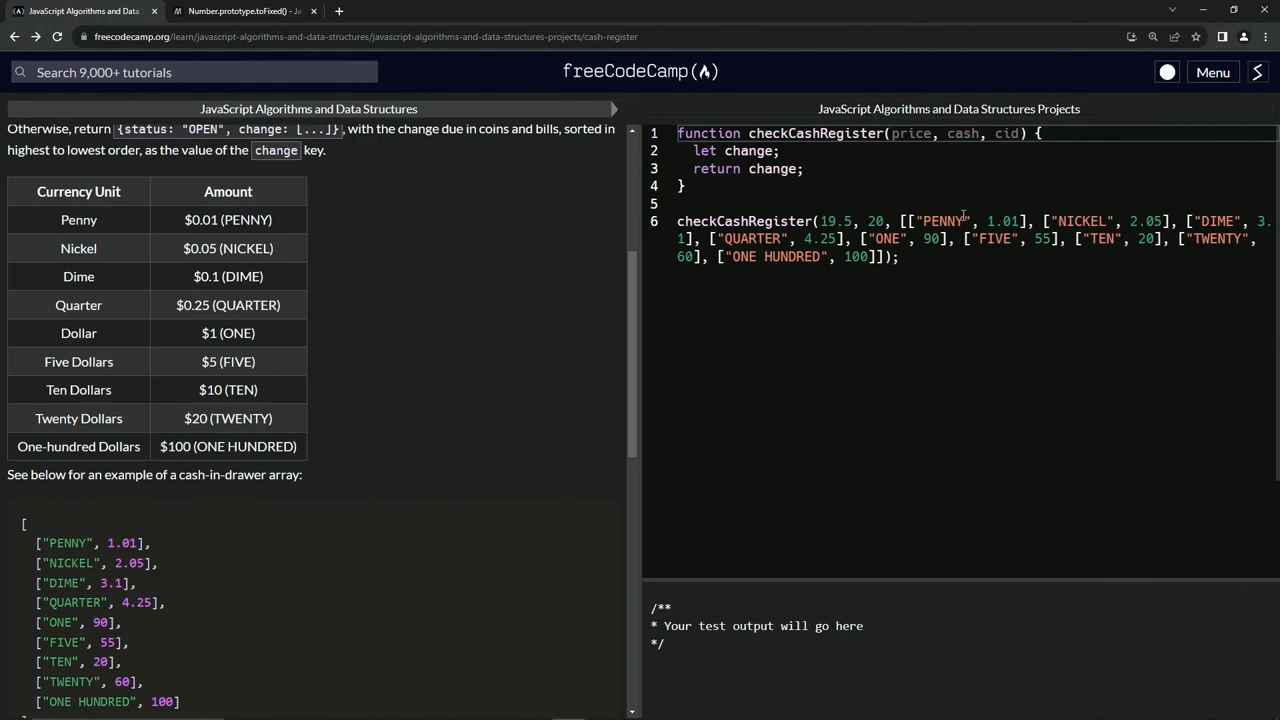 JavaScript Algorithms and Data S
Number.prototype.toFixed() - Ja
freecodecamp.org/learn/javascript-algorithms-and-data-structures/javascript-algorithms-and-data-structures-projects/cash-register
Search 9,000+ tutorials
freeCodeCamp
Menu
JavaScript Algorithms and Data Structures
JavaScript Algorithms and Data Structures Projects
Otherwise, return {status: "OPEN", change: [...]}, with the change due in coins and bills, sorted in
highest to lowest order, as the value of the change key.
Currency Unit Amount
Penny $0.01 (PENNY)
Nickel $0.05 (NICKEL)
Dime $0.1 (DIME)
Quarter $0.25 (QUARTER)
Dollar $1 (ONE)
Five Dollars $5 (FIVE)
Ten Dollars $10 (TEN)
Twenty Dollars $20 (TWENTY)
One-hundred Dollars $100 (ONE HUNDRED)
See below for an example of a cash-in-drawer array:
[
["PENNY", 1.01],
["NICKEL", 2.05],
["DIME", 3.1],
["QUARTER", 4.25],
["ONE", 90],
["FIVE", 55],
["TEN", 20],
["TWENTY", 60],
["ONE HUNDRED", 100]
1 function checkCashRegister(price, cash, cid) {
2 let change;
3 return change;
4 }
5
6 checkCashRegister(19.5, 20, [["PENNY", 1.01], ["NICKEL", 2.05], ["DIME", 3.
1], ["QUARTER", 4.25], ["ONE", 90], ["FIVE", 55], ["TEN", 20], ["TWENTY",
60], ["ONE HUNDRED", 100]]);
/**
* Your test output will go here
*/